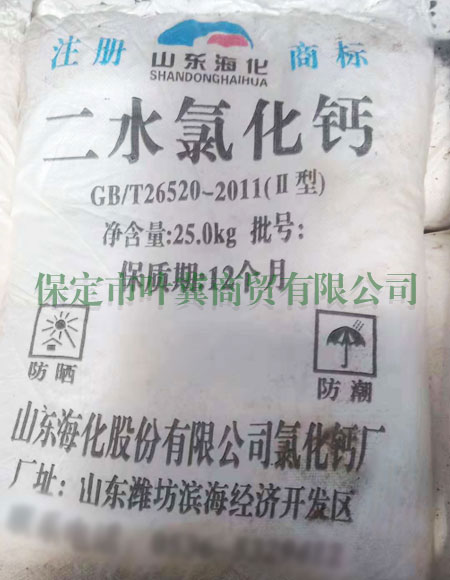 注册 商标
山东海化
SHANDONGHAIHUA
二水氯化钙
GB/T26520-2011(Ⅱ型)
净含量:25.0kg 批号:
保质期:12个月
保定市叶冀商贸有限公司
防晒 防潮
山东海化股份有限公司氯化钙厂
厂址:山东潍坊滨海经济开发区